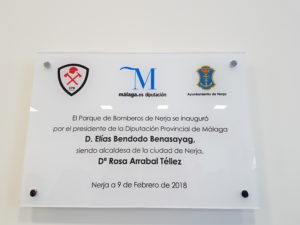 CPB
M
málaga.es diputación
Ayuntamiento de Nerja
El Parque de Bomberos de Nerja se inauguró
por el presidente de la Diputación Provincial de Málaga
D. Elías Bendodo Benasayag,
siendo alcaldesa de la ciudad de Nerja,
Dª Rosa Arrabal Téllez
Nerja a 9 de Febrero de 2018